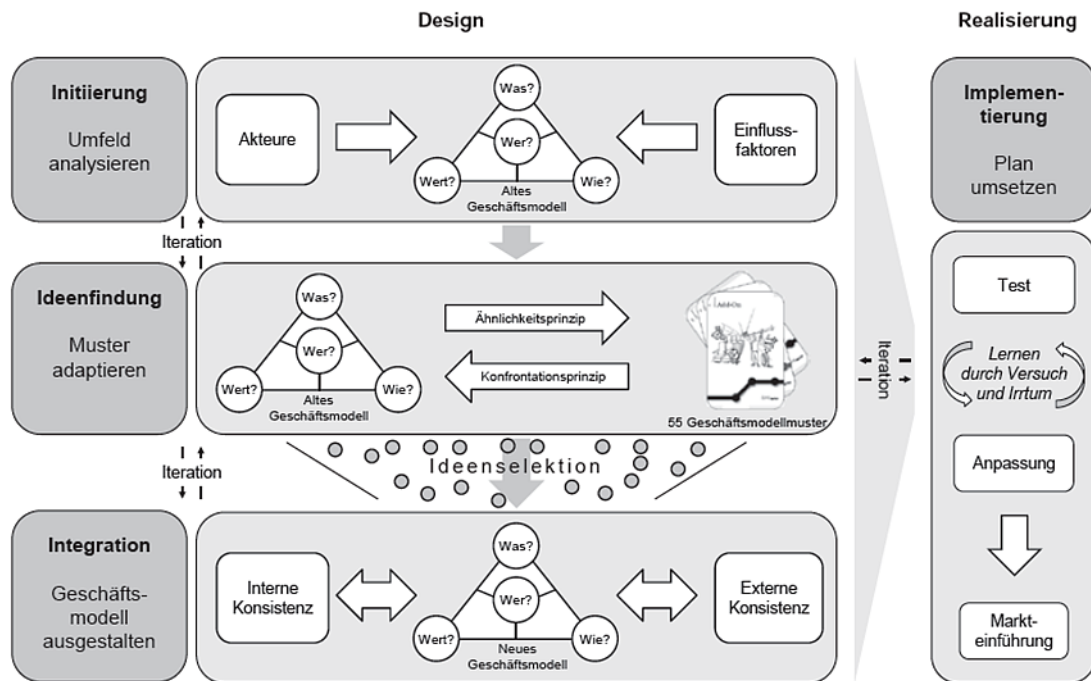 Design
Realisierung
Initiierung
Umfeld
analysieren
Akteure
Was?
Wer?
Wert?
Wie?
Altes
Geschäftsmodell
Einfluss-
faktoren
Iteration
Ideenfindung
Muster
adaptieren
Was?
Wer?
Wert?
Wie?
Altes
Geschäftsmodell
Ähnlichkeitsprinzip
Konfrontationsprinzip
Add-On
55 Geschäftsmodellmuster
Iteration
Ideenselektion
Integration
Geschäfts-
modell
ausgestalten
Interne
Konsistenz
Was?
Wer?
Wert?
Wie?
Neues
Geschäftsmodell
Externe
Konsistenz
Iteration
Implemen-
tierung
Plan
umsetzen
Test
Lernen
durch Versuch
und Irrtum
Anpassung
Markt-
einführung